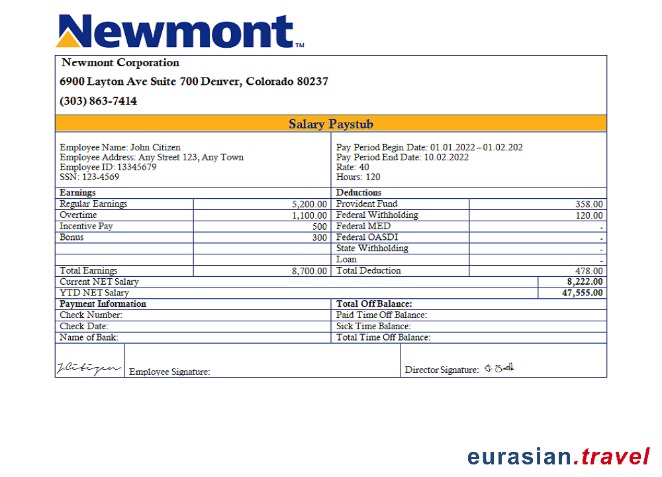 Newmont™
Newmont Corporation
6900 Layton Ave Suite 700 Denver, Colorado 80237
(303) 863-7414
Salary Paystub
Employee Name: John Citizen
Employee Address: Any Street 123, Any Town
Employee ID: 13345679
SSN: 123-4569
Pay Period Begin Date: 01.01.2022 – 01.02.202
Pay Period End Date: 10.02.2022
Rate: 40
Hours: 120
Earnings Deductions
Regular Earnings 5,200.00 Provident Fund 358.00
Overtime 1,100.00 Federal Withholding 120.00
Incentive Pay 500 Federal MED -
Bonus 300 Federal OASDI -
State Withholding -
Loan -
Total Earnings 8,700.00 Total Deduction 478.00
Current NET Salary 8,222.00
YTD NET Salary 47,555.00
Payment Information Total Off Balance:
Check Number: Paid Time Off Balance:
Check Date: Sick Time Balance:
Name of Bank: Total Time Off Balance:
JCitizen Employee Signature: Director Signature:
eurasian.travel